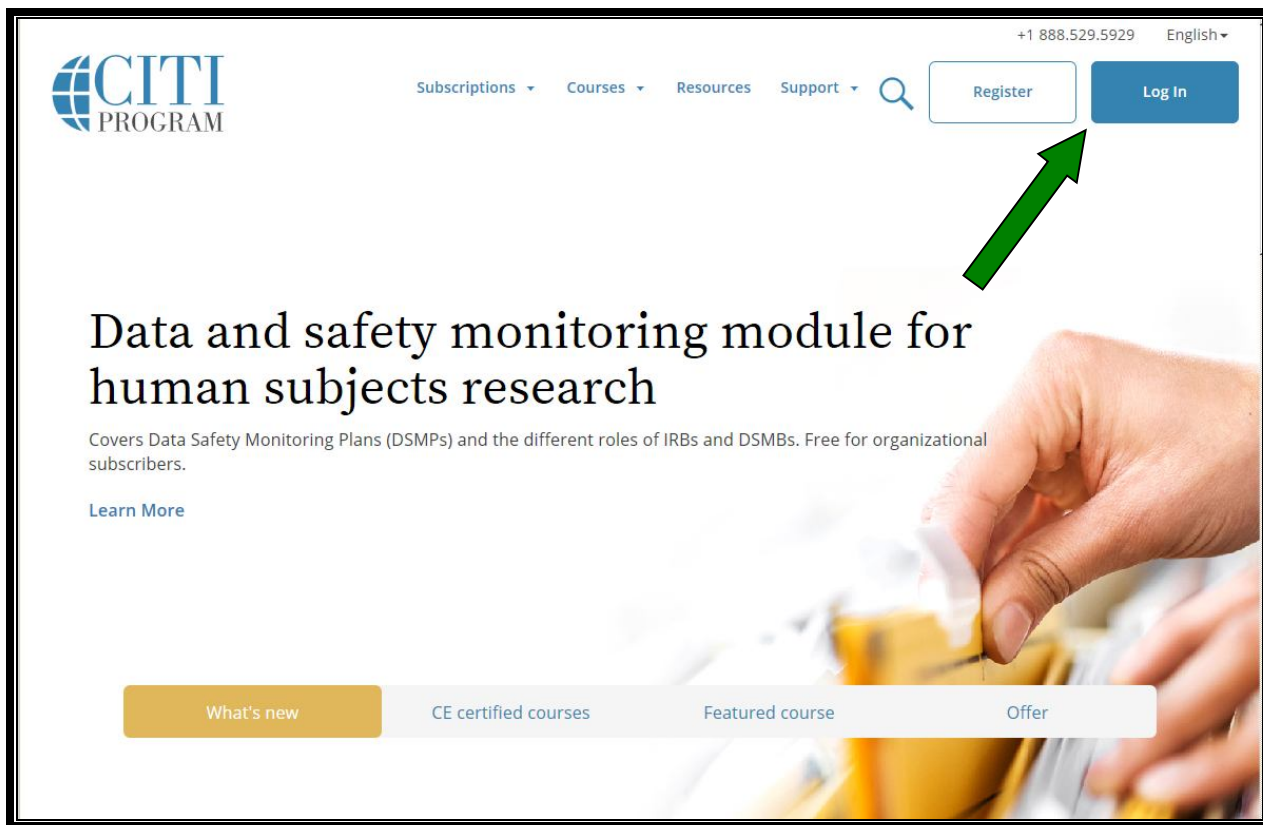 +1 888.529.5929 English
CITI
PROGRAM
Subscriptions Courses Resources Support Register Log In
Data and safety monitoring module for
human subjects research
Covers Data Safety Monitoring Plans (DSMPs) and the different roles of IRBs and DSMBs. Free for organizational
subscribers.
Learn More
What's new CE certified courses Featured course Offer